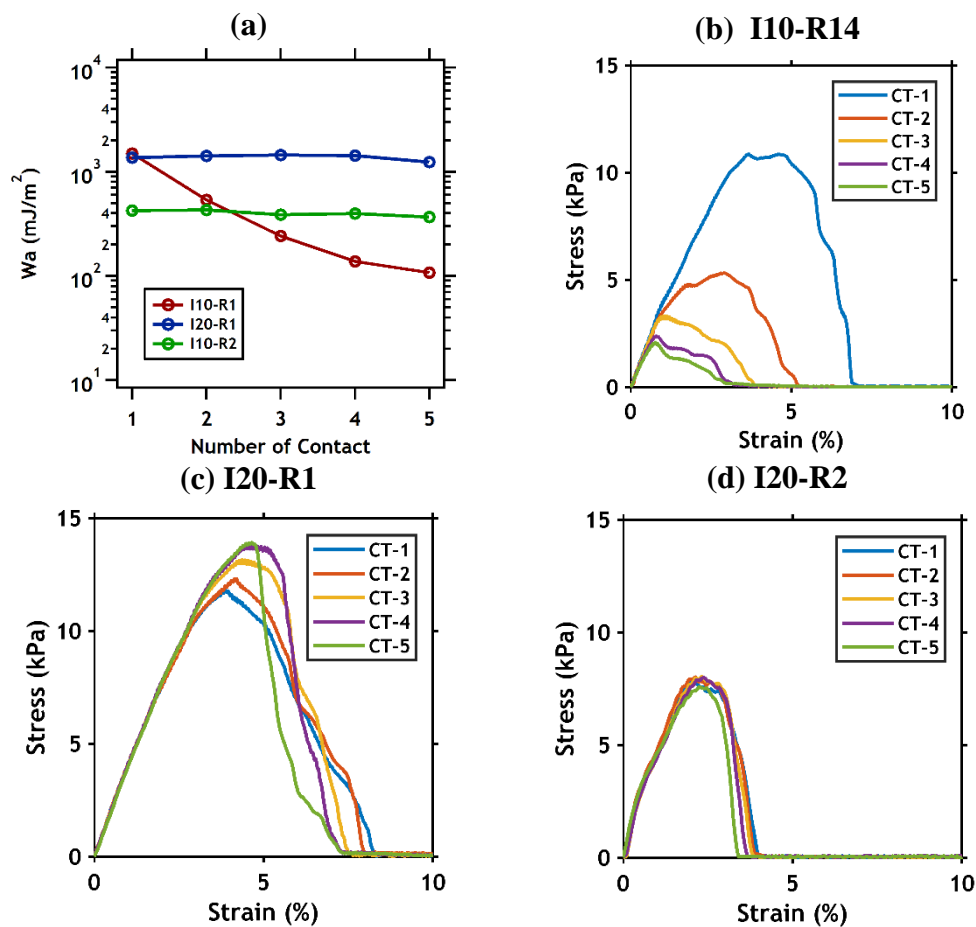 (a)
10⁴
4
2
10³
4
2
10²
4
2
10¹
Wa (mJ/m²)
I10-R1
I20-R1
I10-R2
1 2 3 4 5
Number of Contact
(b) I10-R14
15
10
5
0
Stress (kPa)
CT-1
CT-2
CT-3
CT-4
CT-5
0 5 10
Strain (%)
(c) I20-R1
15
10
5
0
Stress (kPa)
CT-1
CT-2
CT-3
CT-4
CT-5
0 5 10
Strain (%)
(d) I20-R2
15
10
5
0
Stress (kPa)
CT-1
CT-2
CT-3
CT-4
CT-5
0 5 10
Strain (%)